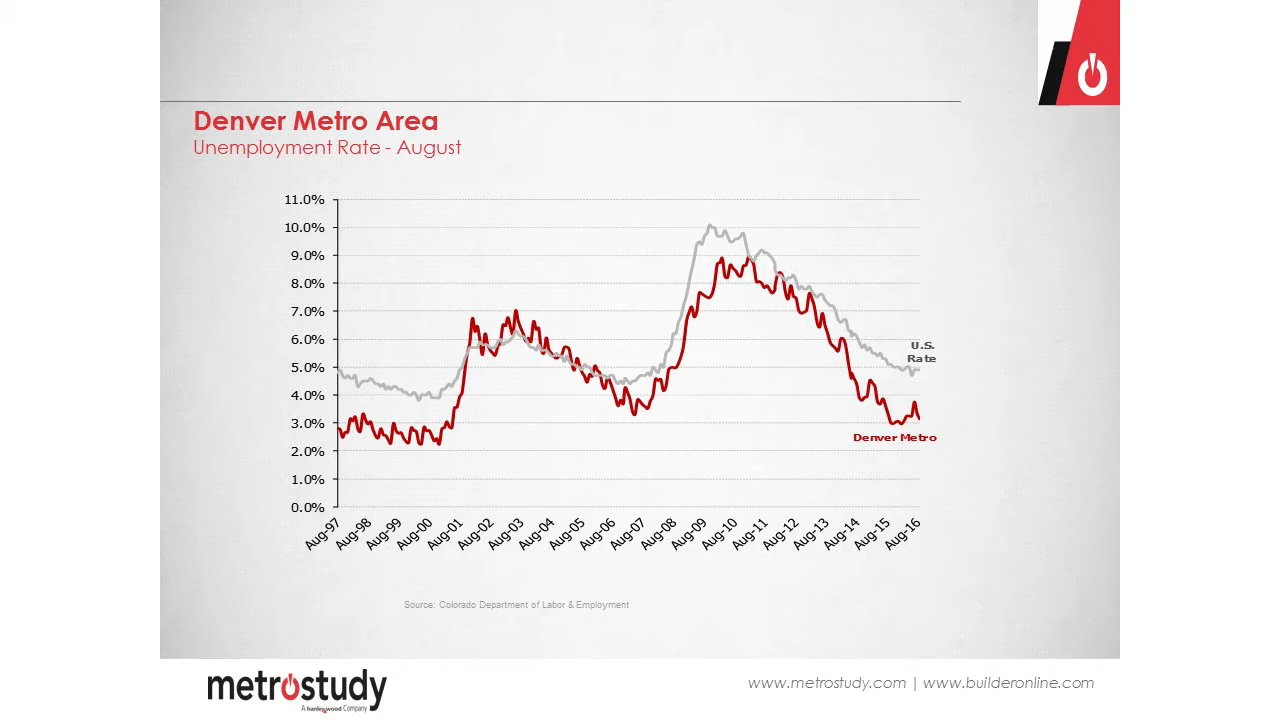 Denver Metro Area
Unemployment Rate - August
11.0%
10.0%
9.0%
8.0%
7.0%
6.0%
5.0%
4.0%
3.0%
2.0%
1.0%
0.0%
U.S.
Rate
Denver Metro
Aug-97
Aug-98
Aug-99
Aug-00
Aug-01
Aug-02
Aug-03
Aug-04
Aug-05
Aug-06
Aug-07
Aug-08
Aug-09
Aug-10
Aug-11
Aug-12
Aug-13
Aug-14
Aug-15
Aug-16
Source: Colorado Department of Labor & Employment
metrostudy
A hanleywood Company
www.metrostudy.com | www.builderonline.com